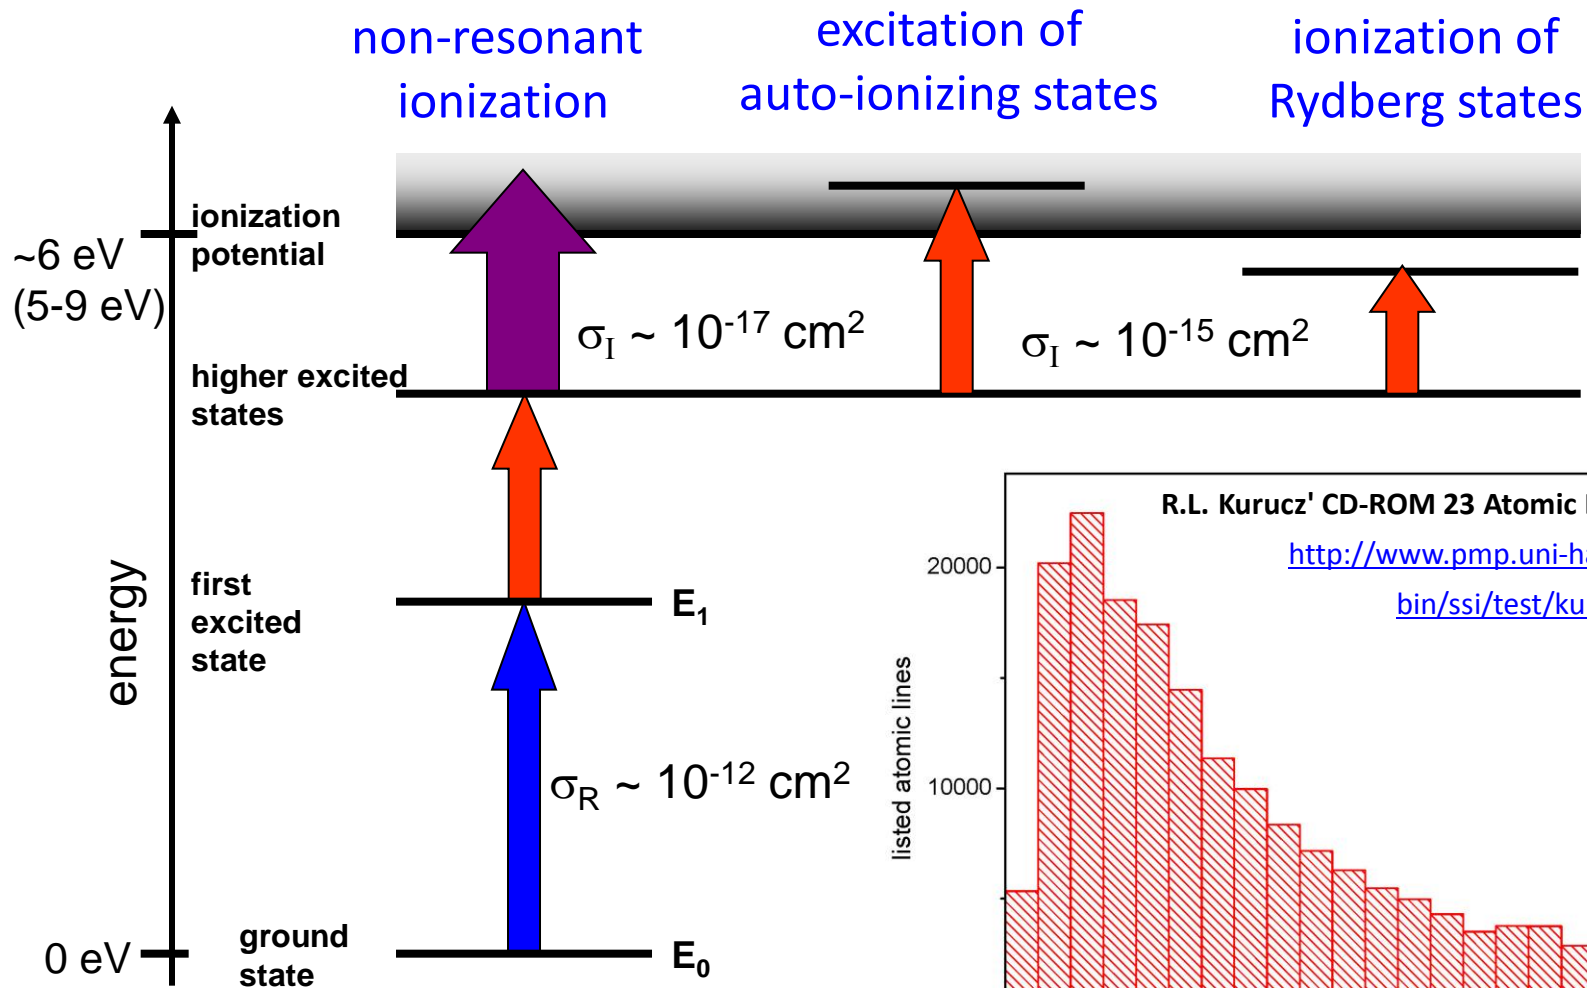 non-resonant
ionization
excitation of
auto-ionizing states
ionization of
Rydberg states
ionization
potential
~6 eV
(5-9 eV)
σI ~ 10-17 cm2
σI ~ 10-15 cm2
higher excited
states
energy
first
excited
state
E1
σR ~ 10-12 cm2
0 eV
ground
state
E0
R.L. Kurucz' CD-ROM 23 Atomic
http://www.pmp.uni-ha
bin/ssi/test/ku
20000
10000
listed atomic lines